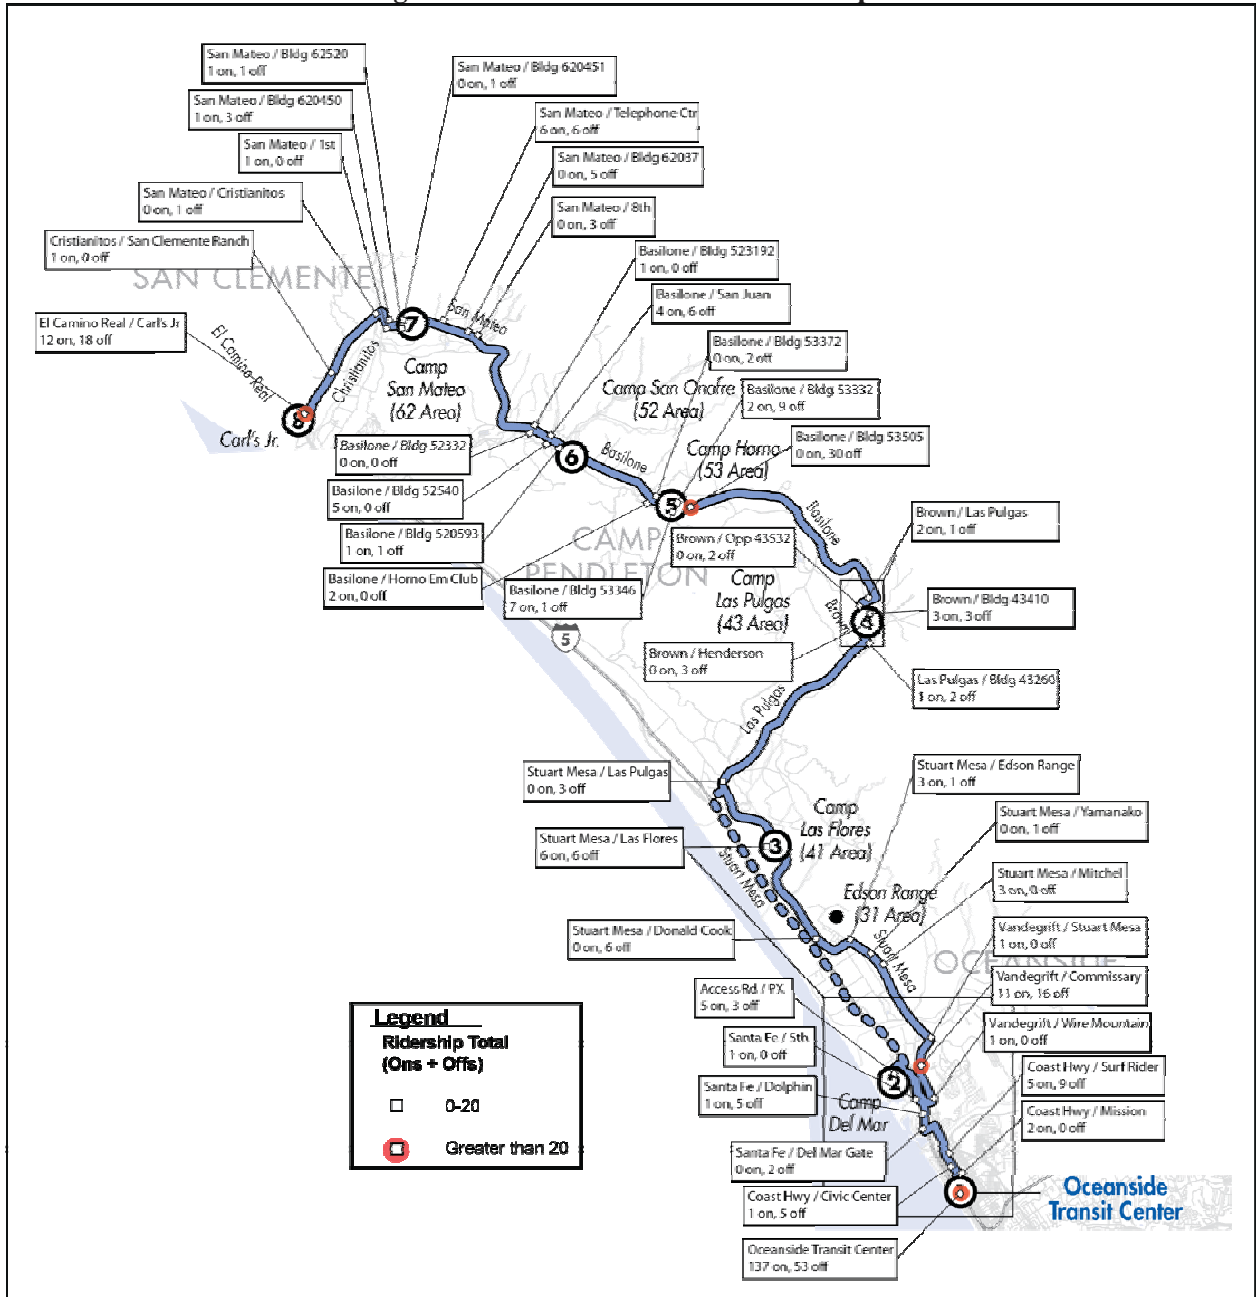 San Mateo / Bldg 62520
1 on, 1 off
San Mateo / Bldg 620451
0 on, 1 off
San Mateo / Bldg 620450
1 on, 3 off
San Mateo / Telephone Ctr
6 on, 6 off
San Mateo / 1st
1 on, 0 off
San Mateo / Bldg 62037
0 on, 5 off
San Mateo / Cristianitos
0 on, 1 off
San Mateo / 8th
0 on, 3 off
Cristianitos / San Clemente Ranch
1 on, 0 off
Basilone / Bldg 523192
1 on, 0 off
SAN CLEMENTE
Basilone / San Juan
4 on, 6 off
El Camino Real / Carl's Jr
12 on, 18 off
El Camino Real
Christianitos
7
San Mateo
Basilone / Bldg 53372
0 on, 2 off
Camp
San Mateo
(62 Area)
Camp San Onofre
(52 Area)
Basilone / Bldg 53332
2 on, 9 off
Carl's Jr.
Basilone / Bldg 52332
0 on, 0 off
6
Basilone
Camp Horno
(53 Area)
Basilone / Bldg 53505
0 on, 30 off
Basilone / Bldg 52540
5 on, 0 off
5
Basilone
Brown / Las Pulgas
2 on, 1 off
Basilone / Bldg 520593
1 on, 1 off
CAMP
PENDLETON
Brown / Opp 43532
0 on, 2 off
Basilone / Horno Em Club
2 on, 0 off
Basilone / Bldg 53346
7 on, 1 off
Camp
Las Pulgas
(43 Area)
Brown
4
Brown / Bldg 43410
3 on, 3 off
5
Brown / Henderson
0 on, 3 off
Las Pulgas / Bldg 43260
on, 2 off
Las Pulgas
Stuart Mesa / Las Pulgas
0 on, 3 off
Stuart Mesa / Edson Range
3 on, 1 off
Camp
Las Flores
(41 Area)
Stuart Mesa / Yamanako
0 on, 1 off
Stuart Mesa / Las Flores
6 on, 6 off
3
Stuart Mesa
Stuart Mesa / Mitchel
3 on, 0 off
Edson Range
(31 Area)
Stuart Mesa / Donald Cook
0 on, 6 off
Stuart Mesa
Vandegrift / Stuart Mesa
1 on, 0 off
OCEANSIDE
Vandegrift / Commissary
11 on, 16 off
Access Rd. / PX
5 on, 3 off
Vandegrift / Wire Mountain
1 on, 0 off
Santa Fe / 5th
1 on, 0 off
Coast Hwy / Surf Rider
5 on, 9 off
2
Santa Fe / Dolphin
1 on, 5 off
Camp
Del Mar
Coast Hwy / Mission
2 on, 0 off
Santa Fe / Del Mar Gate
0 on, 2 off
Coast Hwy / Civic Center
1 on, 5 off
Oceanside
Transit Center
Oceanside Transit Center
137 on, 53 off
Legend
Ridership Total
(Ons + Offs)
0-20
Greater than 20